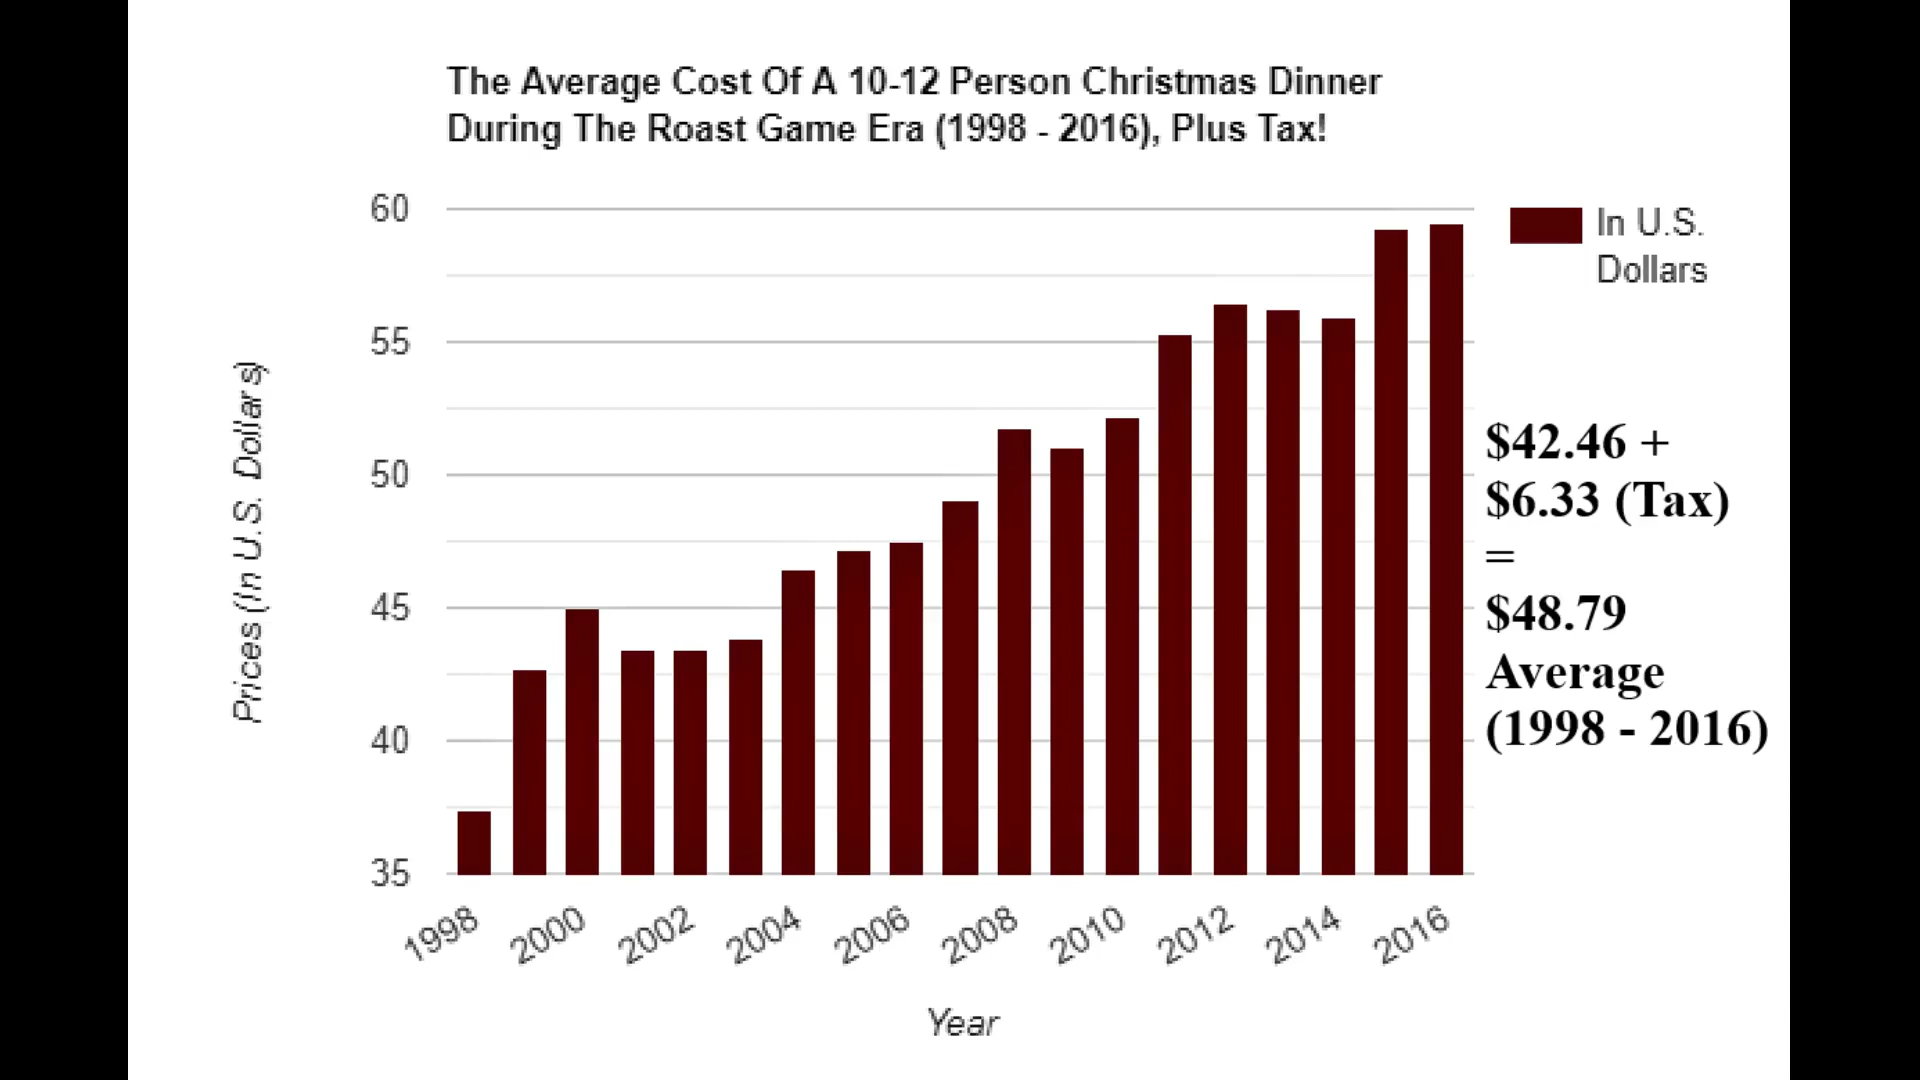 The Average Cost Of A 10-12 Person Christmas Dinner
During The Roast Game Era (1998 - 2016), Plus Tax!
60
55
50
45
40
35
Prices (In U.S. Dollars)
1998
2000
2002
2004
2006
2008
2010
2012
2014
2016
Year
In U.S.
Dollars
$42.46 +
$6.33 (Tax)
=
$48.79
Average
(1998 - 2016)